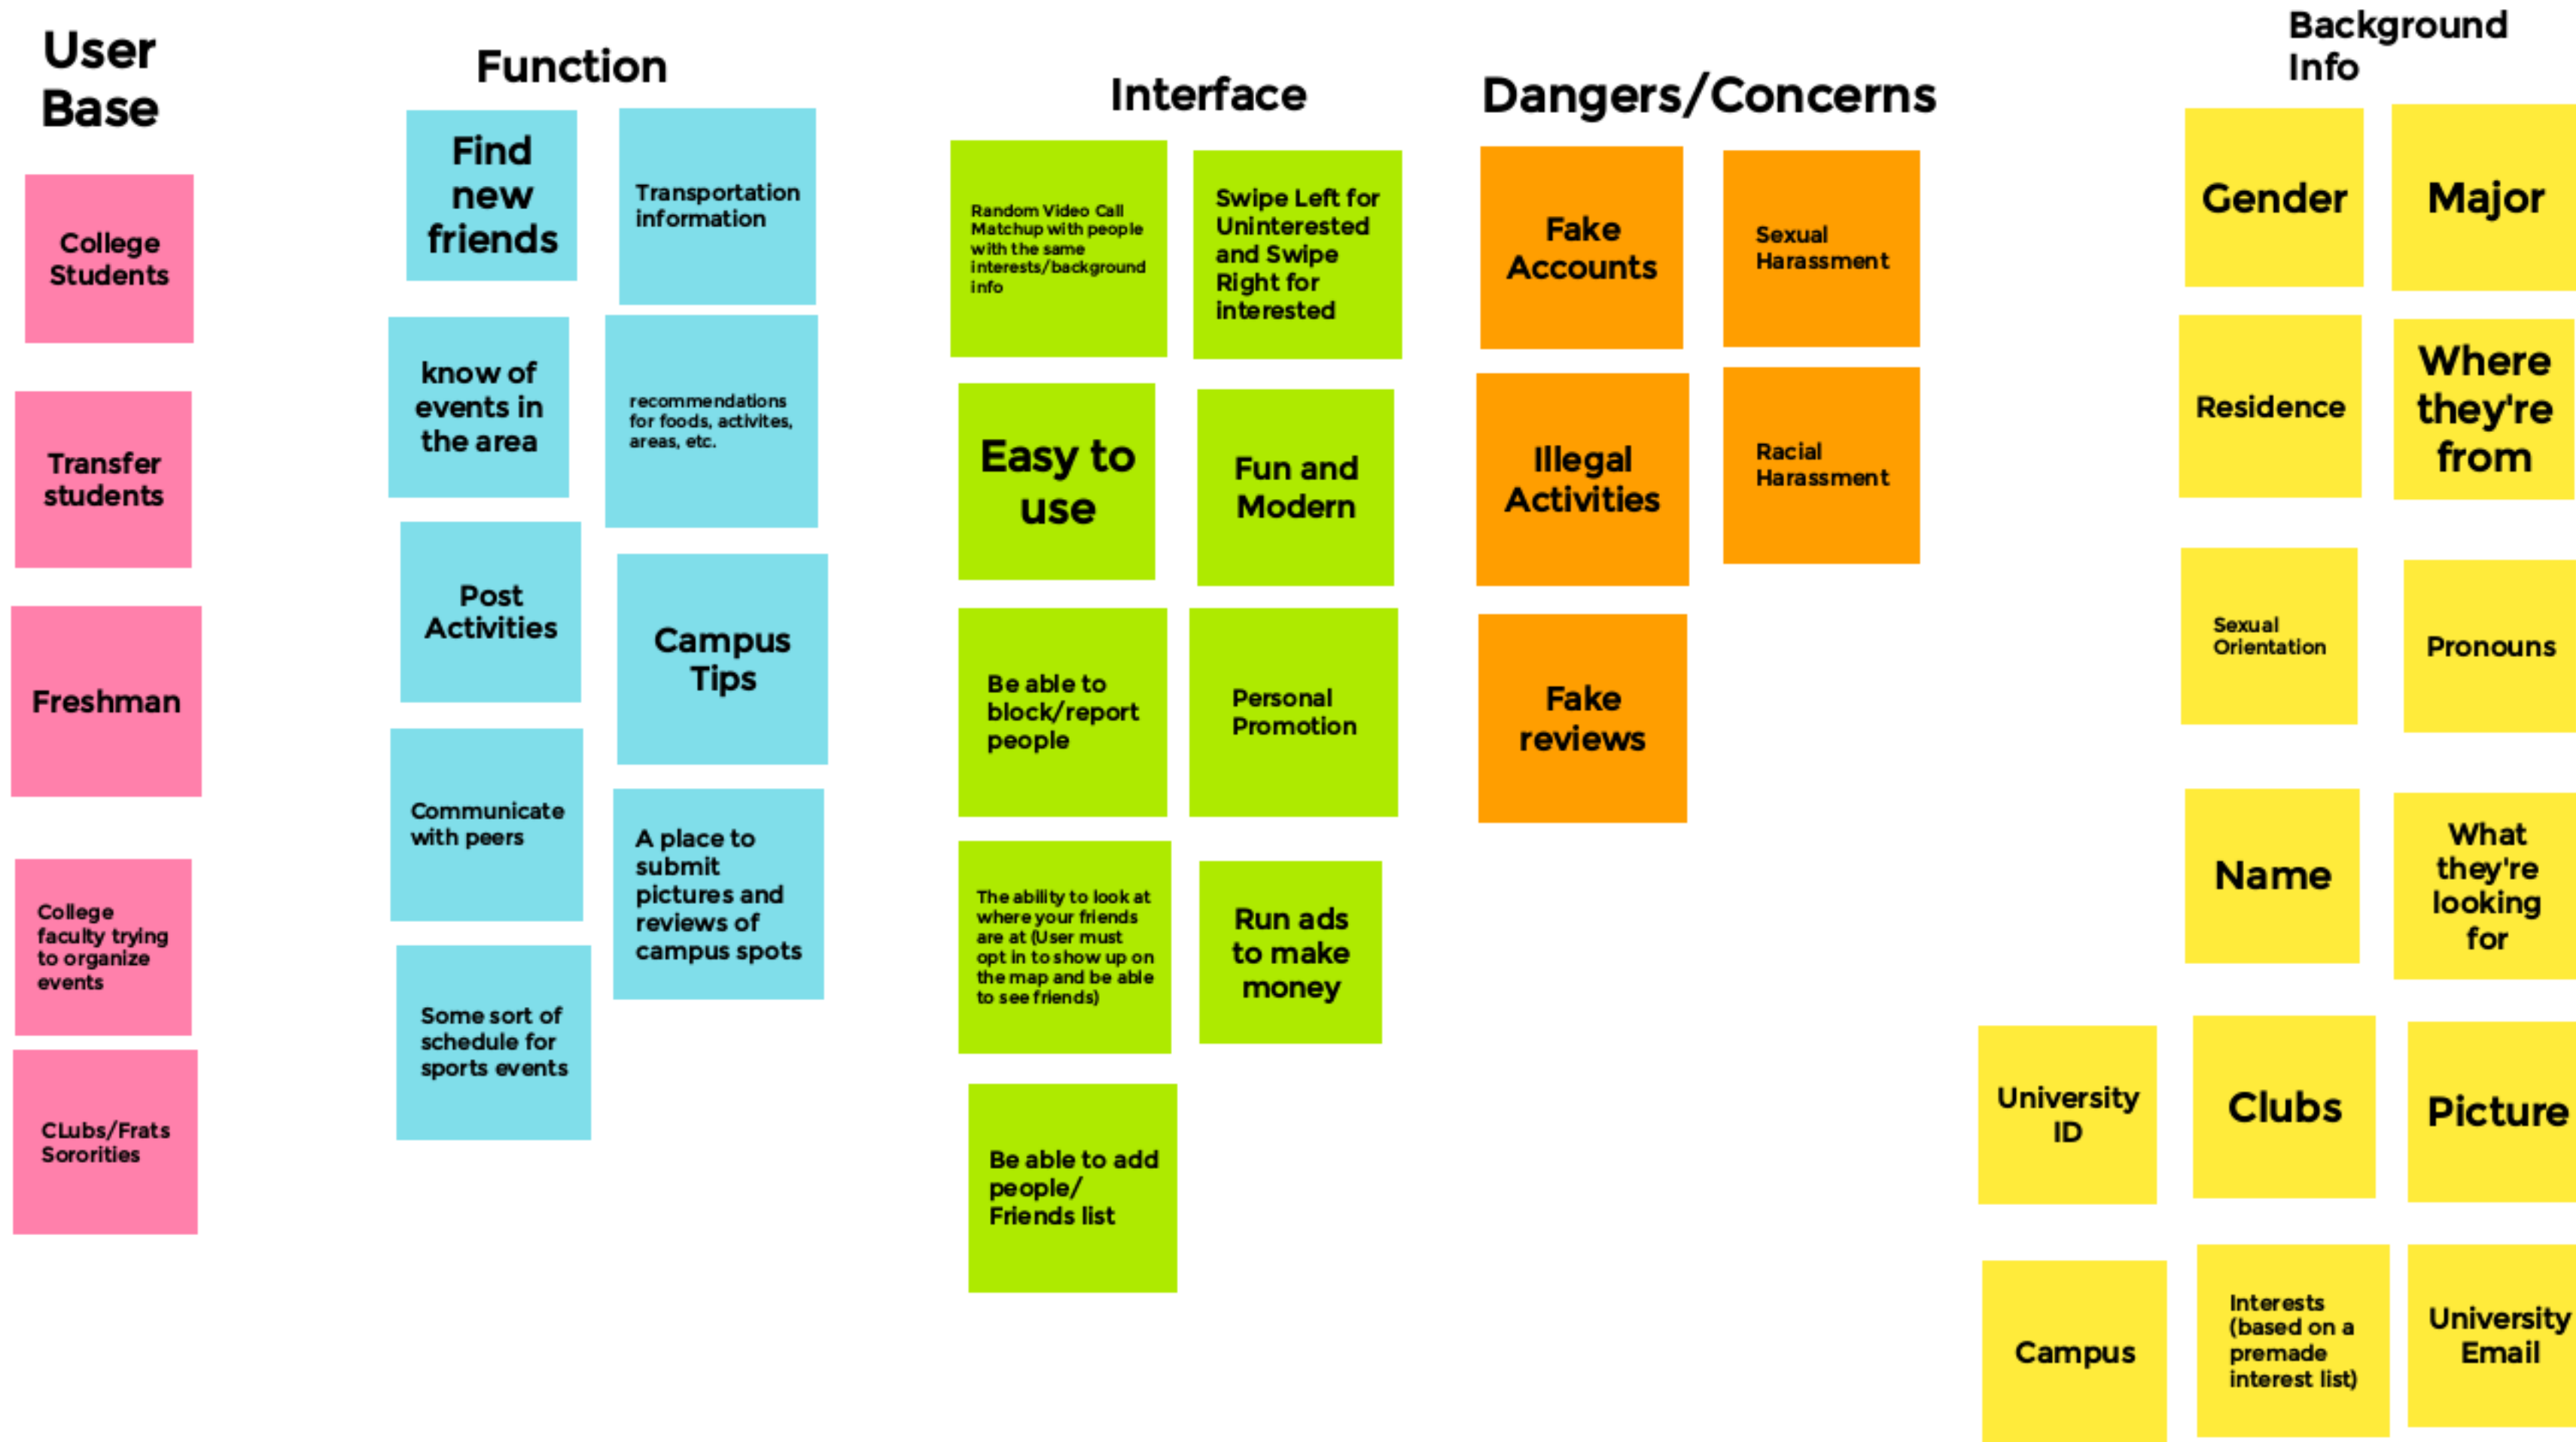 User
Base
College
Students
Transfer
students
Freshman
College
faculty trying
to organize
events
CLubs/Frats
Sororities
Function
Find
new
friends
Transportation
information
know of
events in
the area
recommendations
for foods, activites,
areas, etc.
Post
Activities
Campus
Tips
Communicate
with peers
A place to
submit
pictures and
reviews of
campus spots
Some sort of
schedule for
sports events
Interface
Random Video Call
Matchup with people
with the same
interests/background
info
Swipe Left for
Uninterested
and Swipe
Right for
interested
Easy to
use
Fun and
Modern
Be able to
block/report
people
Personal
Promotion
The ability to look at
where your friends
are at (User must
opt in to show up on
the map and be able
to see friends)
Run ads
to make
money
Be able to add
people/
Friends list
Dangers/Concerns
Fake
Accounts
Sexual
Harassment
Illegal
Activities
Racial
Harassment
Fake
reviews
Background
Info
Gender
Major
Residence
Where
they're
from
Sexual
Orientation
Pronouns
Name
What
they're
looking
for
University
ID
Clubs
Picture
Campus
Interests
(based on a
premade
interest list)
University
Email